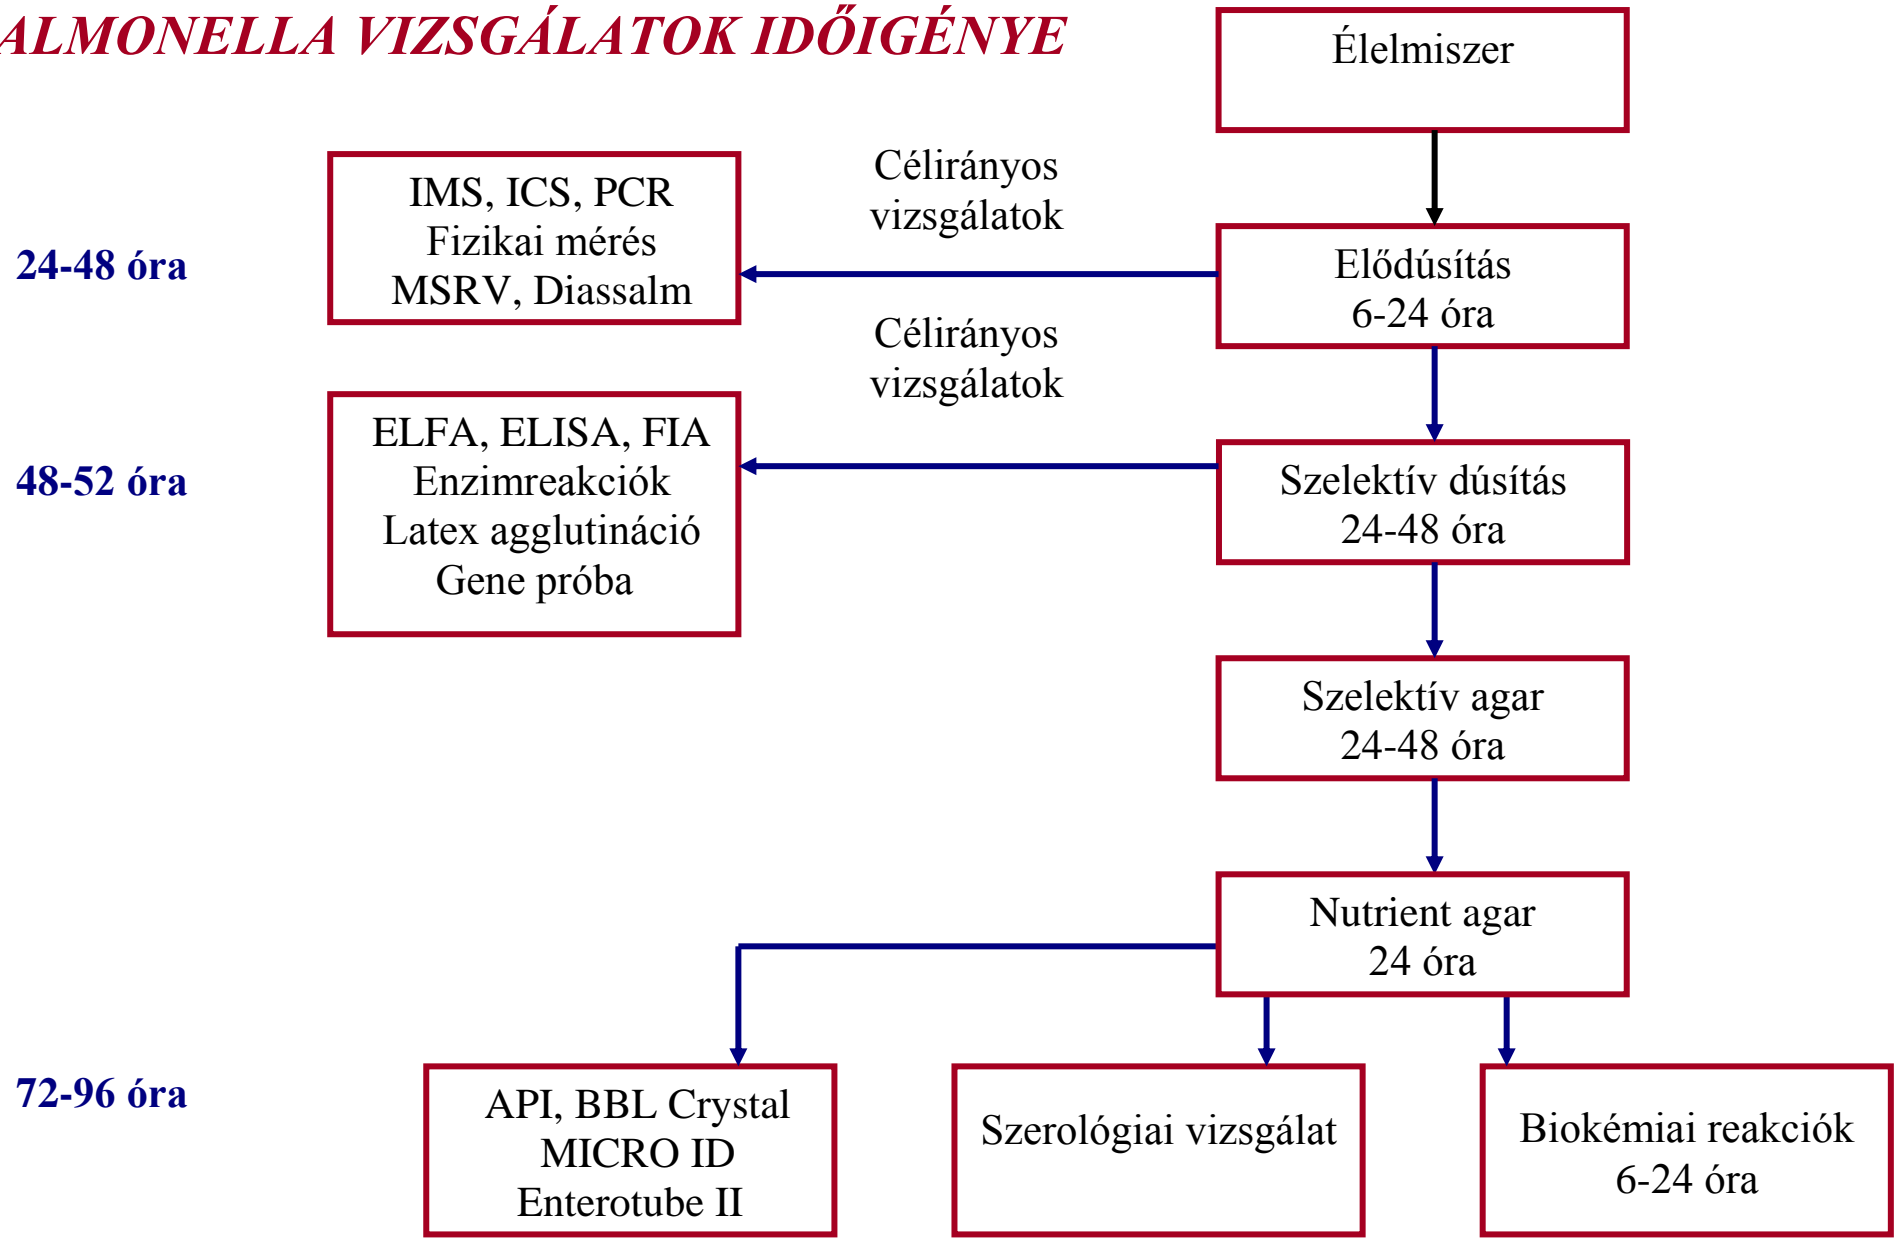 ALMONELLA VIZSGÁLATOK IDŐIGÉNYE
Élelmiszer
Célirányos
vizsgálatok
IMS, ICS, PCR
Fizikai mérés
MSRV, Diassalm
24-48 óra
Elődúsítás
6-24 óra
Célirányos
vizsgálatok
ELFA, ELISA, FIA
Enzimreakciók
Latex agglutináció
Gene próba
48-52 óra
Szelektív dúsítás
24-48 óra
Szelektív agar
24-48 óra
Nutrient agar
24 óra
72-96 óra
API, BBL Crystal
MICRO ID
Enterotube II
Szerológiai vizsgálat
Biokémiai reakciók
6-24 óra